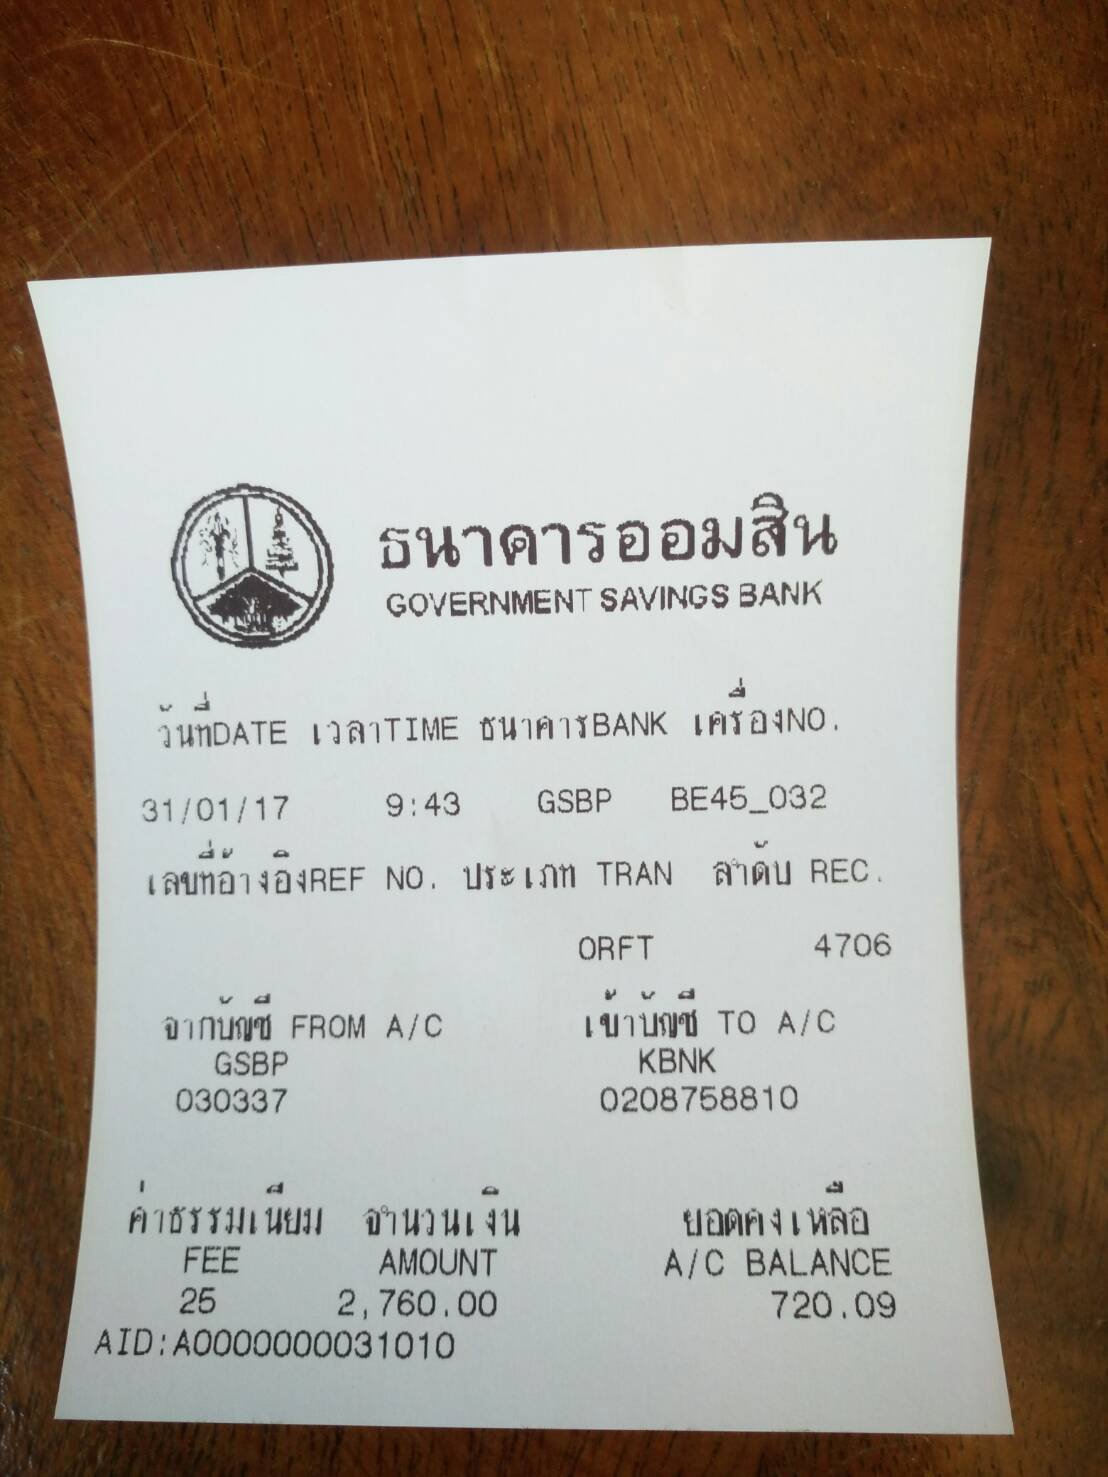 ธนาคารออมสิน
GOVERNMENT SAVINGS BANK
วันที่DATE เวลาTIME ธนาคารBANK เครื่องNO.
31/01/17 9:43 GSBP BE45_032
เลขที่อ้างอิงREF NO. ประเภท TRAN ลำดับ REC.
ORFT 4706
จากบัญชี FROM A/C เข้าบัญชี TO A/C
GSBP KBNK
030337 0208758810
ค่าธรรมเนียม จำนวนเงิน ยอดคงเหลือ
FEE AMOUNT A/C BALANCE
25 2,760.00 720.09
AID:A0000000031010